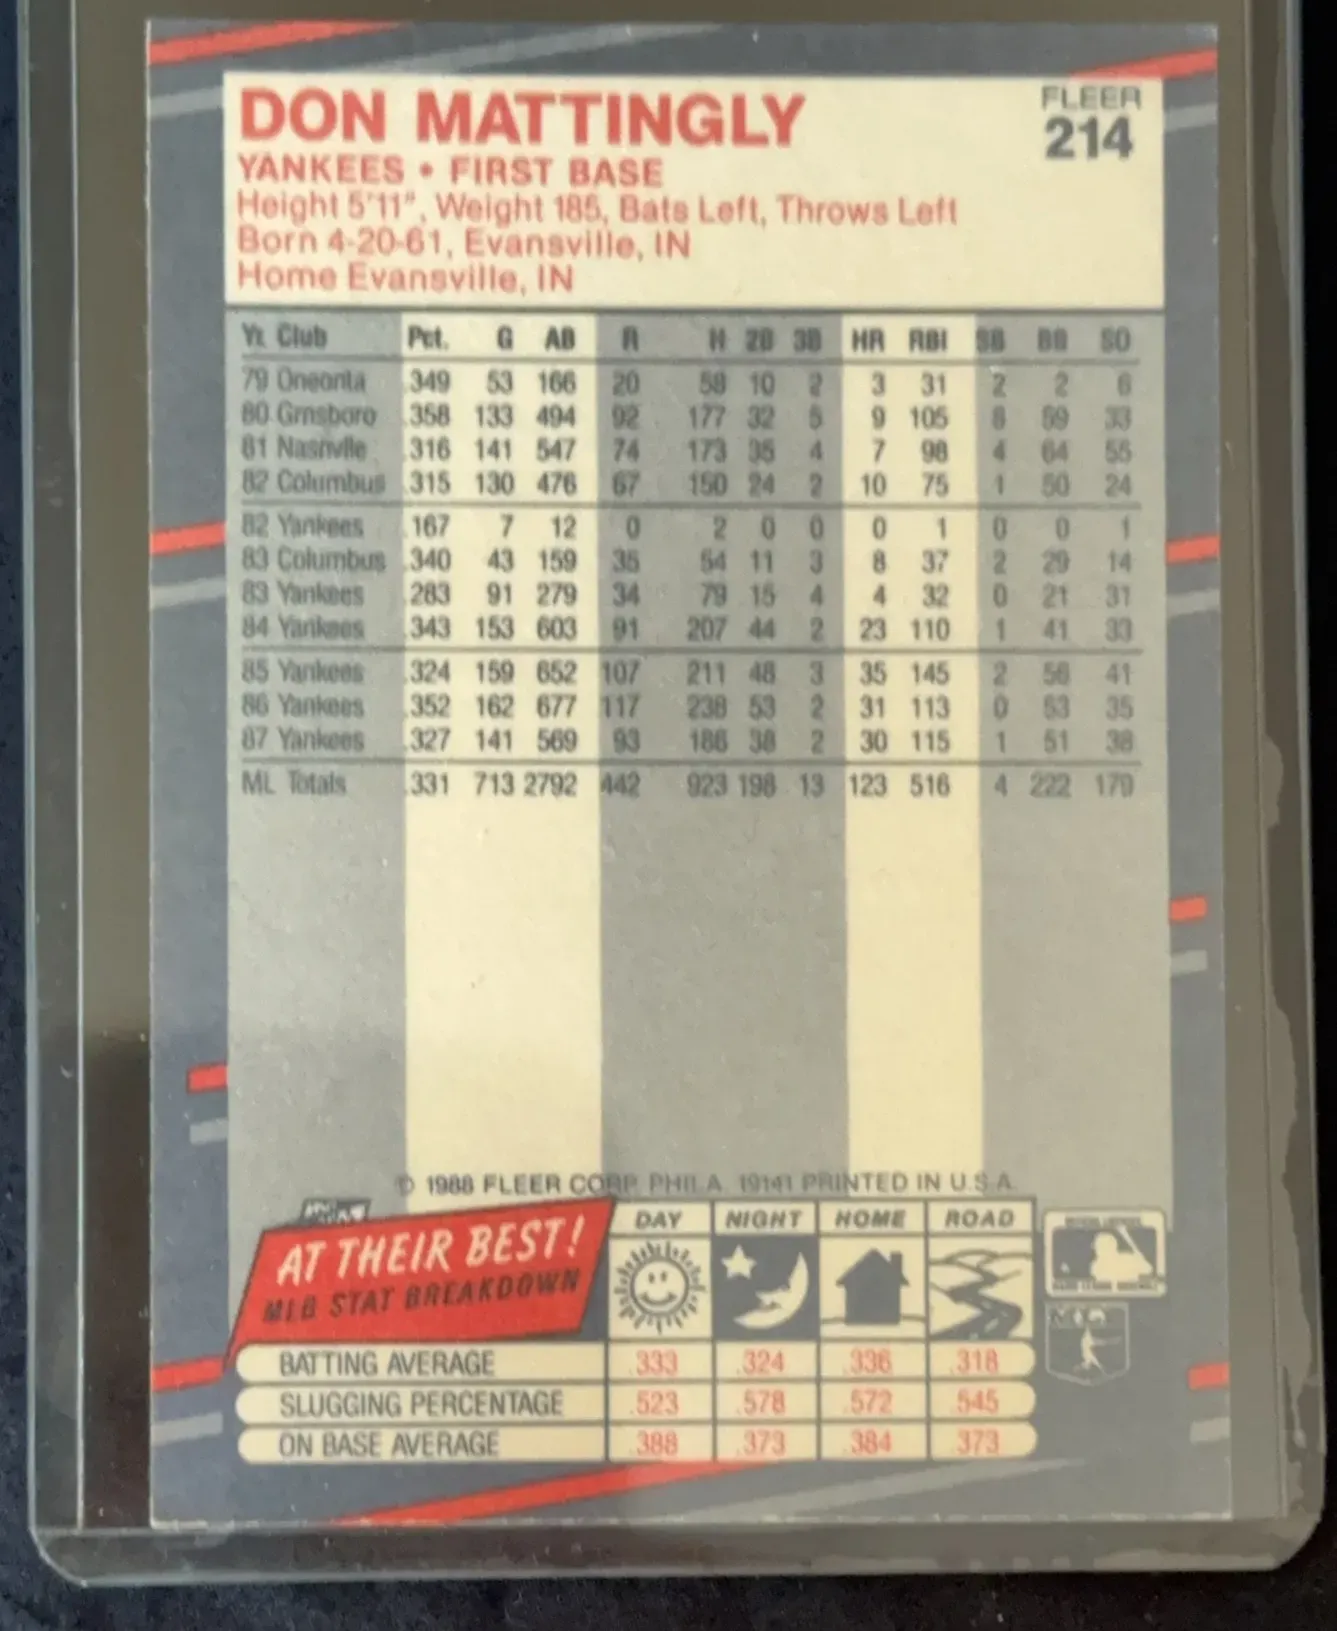 DON MATTINGLY
FLEER
214
YANKEES • FIRST BASE
Height 5'11", Weight 185, Bats Left, Throws Left
Born 4-20-61, Evansville, IN
Home Evansville, IN
Yr. Club Pct. G AB R H 2B 3B HR RBI SB BB SO
79 Oneonta .349 53 166 20 58 10 2 3 31 2 2 6
80 Grnsboro .358 133 494 92 177 32 5 9 105 8 59 33
81 Nashvlle .316 141 547 74 173 35 4 7 98 4 64 55
82 Columbus .315 130 476 67 150 24 2 10 75 1 50 24
82 Yankees .167 7 12 0 2 0 0 0 1 0 0 1
83 Columbus .340 43 159 35 54 11 3 8 37 2 29 14
83 Yankees .283 91 279 34 79 15 4 4 32 0 21 31
84 Yankees .343 153 603 91 207 44 2 23 110 1 41 33
85 Yankees .324 159 652 107 211 48 3 35 145 2 56 41
86 Yankees .352 162 677 117 238 53 2 31 113 0 53 35
87 Yankees .327 141 569 93 186 38 2 30 115 1 51 38
ML Totals .331 713 2792 442 923 198 13 123 516 4 222 179
© 1988 FLEER CORP. PHILA. 19141 PRINTED IN U.S.A.
AT THEIR BEST!
MLB STAT BREAKDOWN
DAY NIGHT HOME ROAD
BATTING AVERAGE .333 .324 .336 .318
SLUGGING PERCENTAGE .523 .578 .572 .545
ON BASE AVERAGE .388 .373 .384 .373